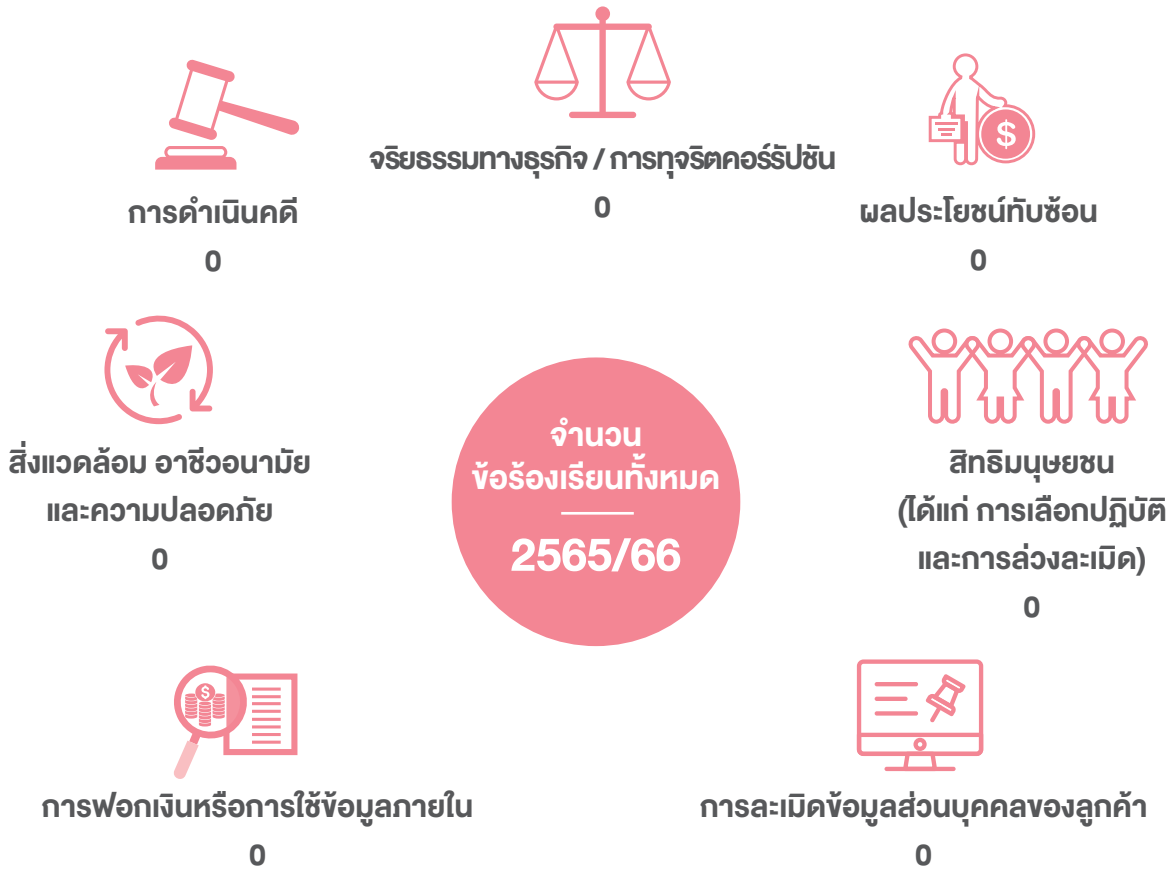 จริยธรรมทางธุรกิจ / การทุจริตคอร์รัปชัน
0
การดำเนินคดี
0
ผลประโยชน์ทับซ้อน
0
สิ่งแวดล้อม อาชีวอนามัย
และความปลอดภัย
0
จำนวน
ข้อร้องเรียนทั้งหมด
2565/66
สิทธิมนุษยชน
(ได้แก่ การเลือกปฏิบัติ
และการล่วงละเมิด)
0
การฟอกเงินหรือการใช้ข้อมูลภายใน
0
การละเมิดข้อมูลส่วนบุคคลของลูกค้า
0
$
$